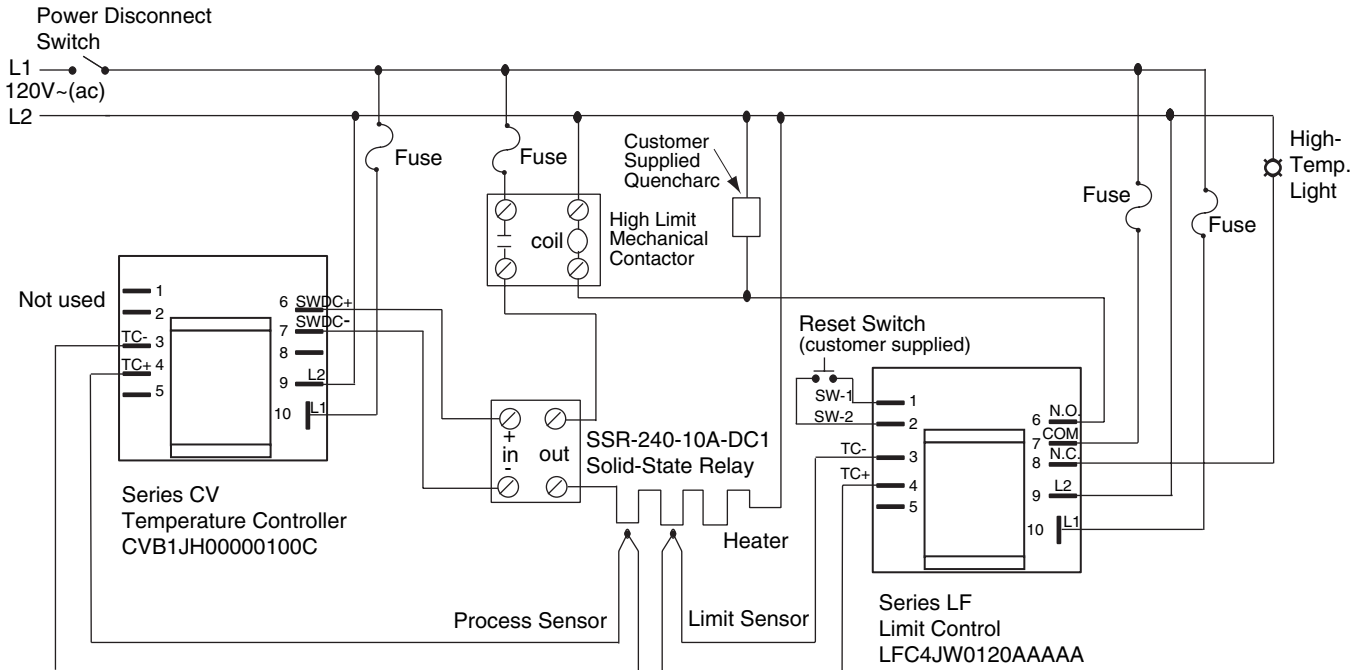 Power Disconnect
Switch
L1
120V~(ac)
L2
Fuse
Fuse
Customer
Supplied
Quencharc
High-
Temp.
Light
Fuse
Fuse
coil
High Limit
Mechanical
Contactor
Not used
1
2
TC- 3
TC+ 4
5
6 SWDC+
7 SWDC-
8
9 L2
10 L1
Reset Switch
(customer supplied)
SW-1
SW-2
TC-
TC+
1
2
3
4
5
6 N.O.
7 COM
8 N.C.
9 L2
10 L1
+
in
-
out
SSR-240-10A-DC1
Solid-State Relay
Heater
Series CV
Temperature Controller
CVB1JH00000100C
Process Sensor
Limit Sensor
Series LF
Limit Control
LFC4JW0120AAAAA